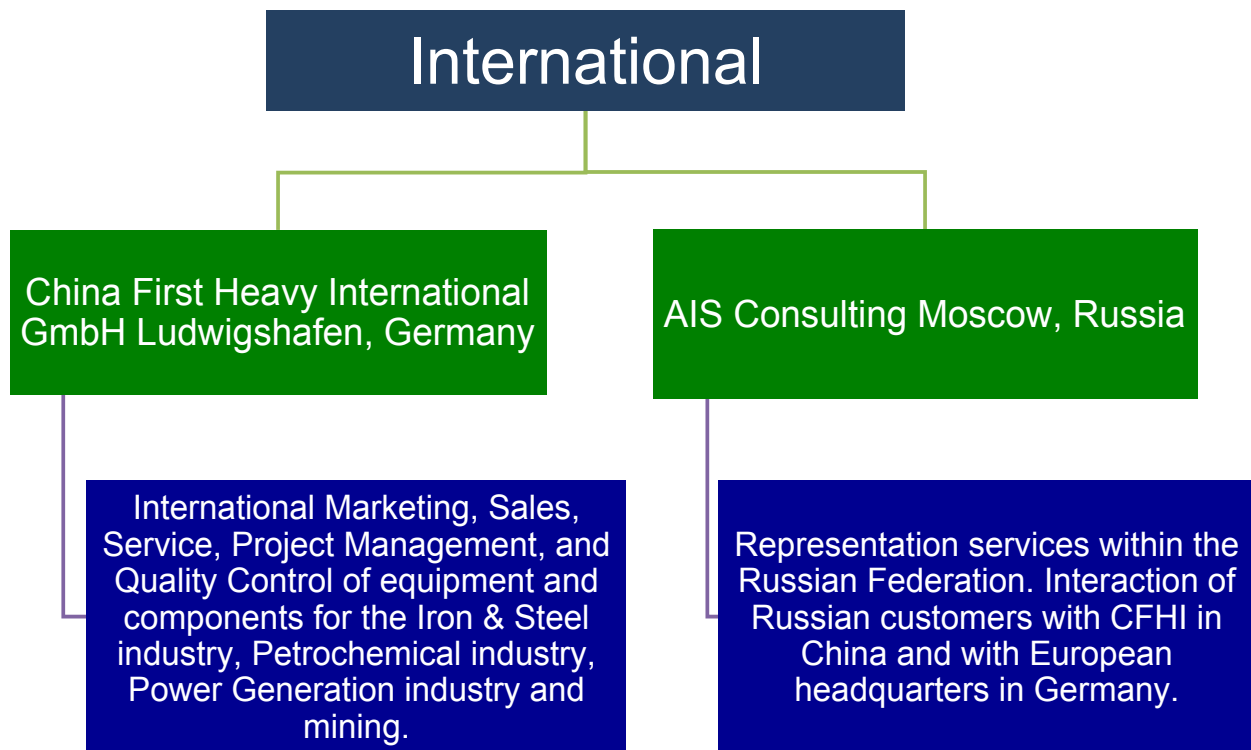 International
China First Heavy International
GmbH Ludwigshafen, Germany
AIS Consulting Moscow, Russia
International Marketing, Sales,
Service, Project Management, and
Quality Control of equipment and
components for the Iron & Steel
industry, Petrochemical industry,
Power Generation industry and
mining.
Representation services within the
Russian Federation. Interaction of
Russian customers with CFHI in
China and with European
headquarters in Germany.